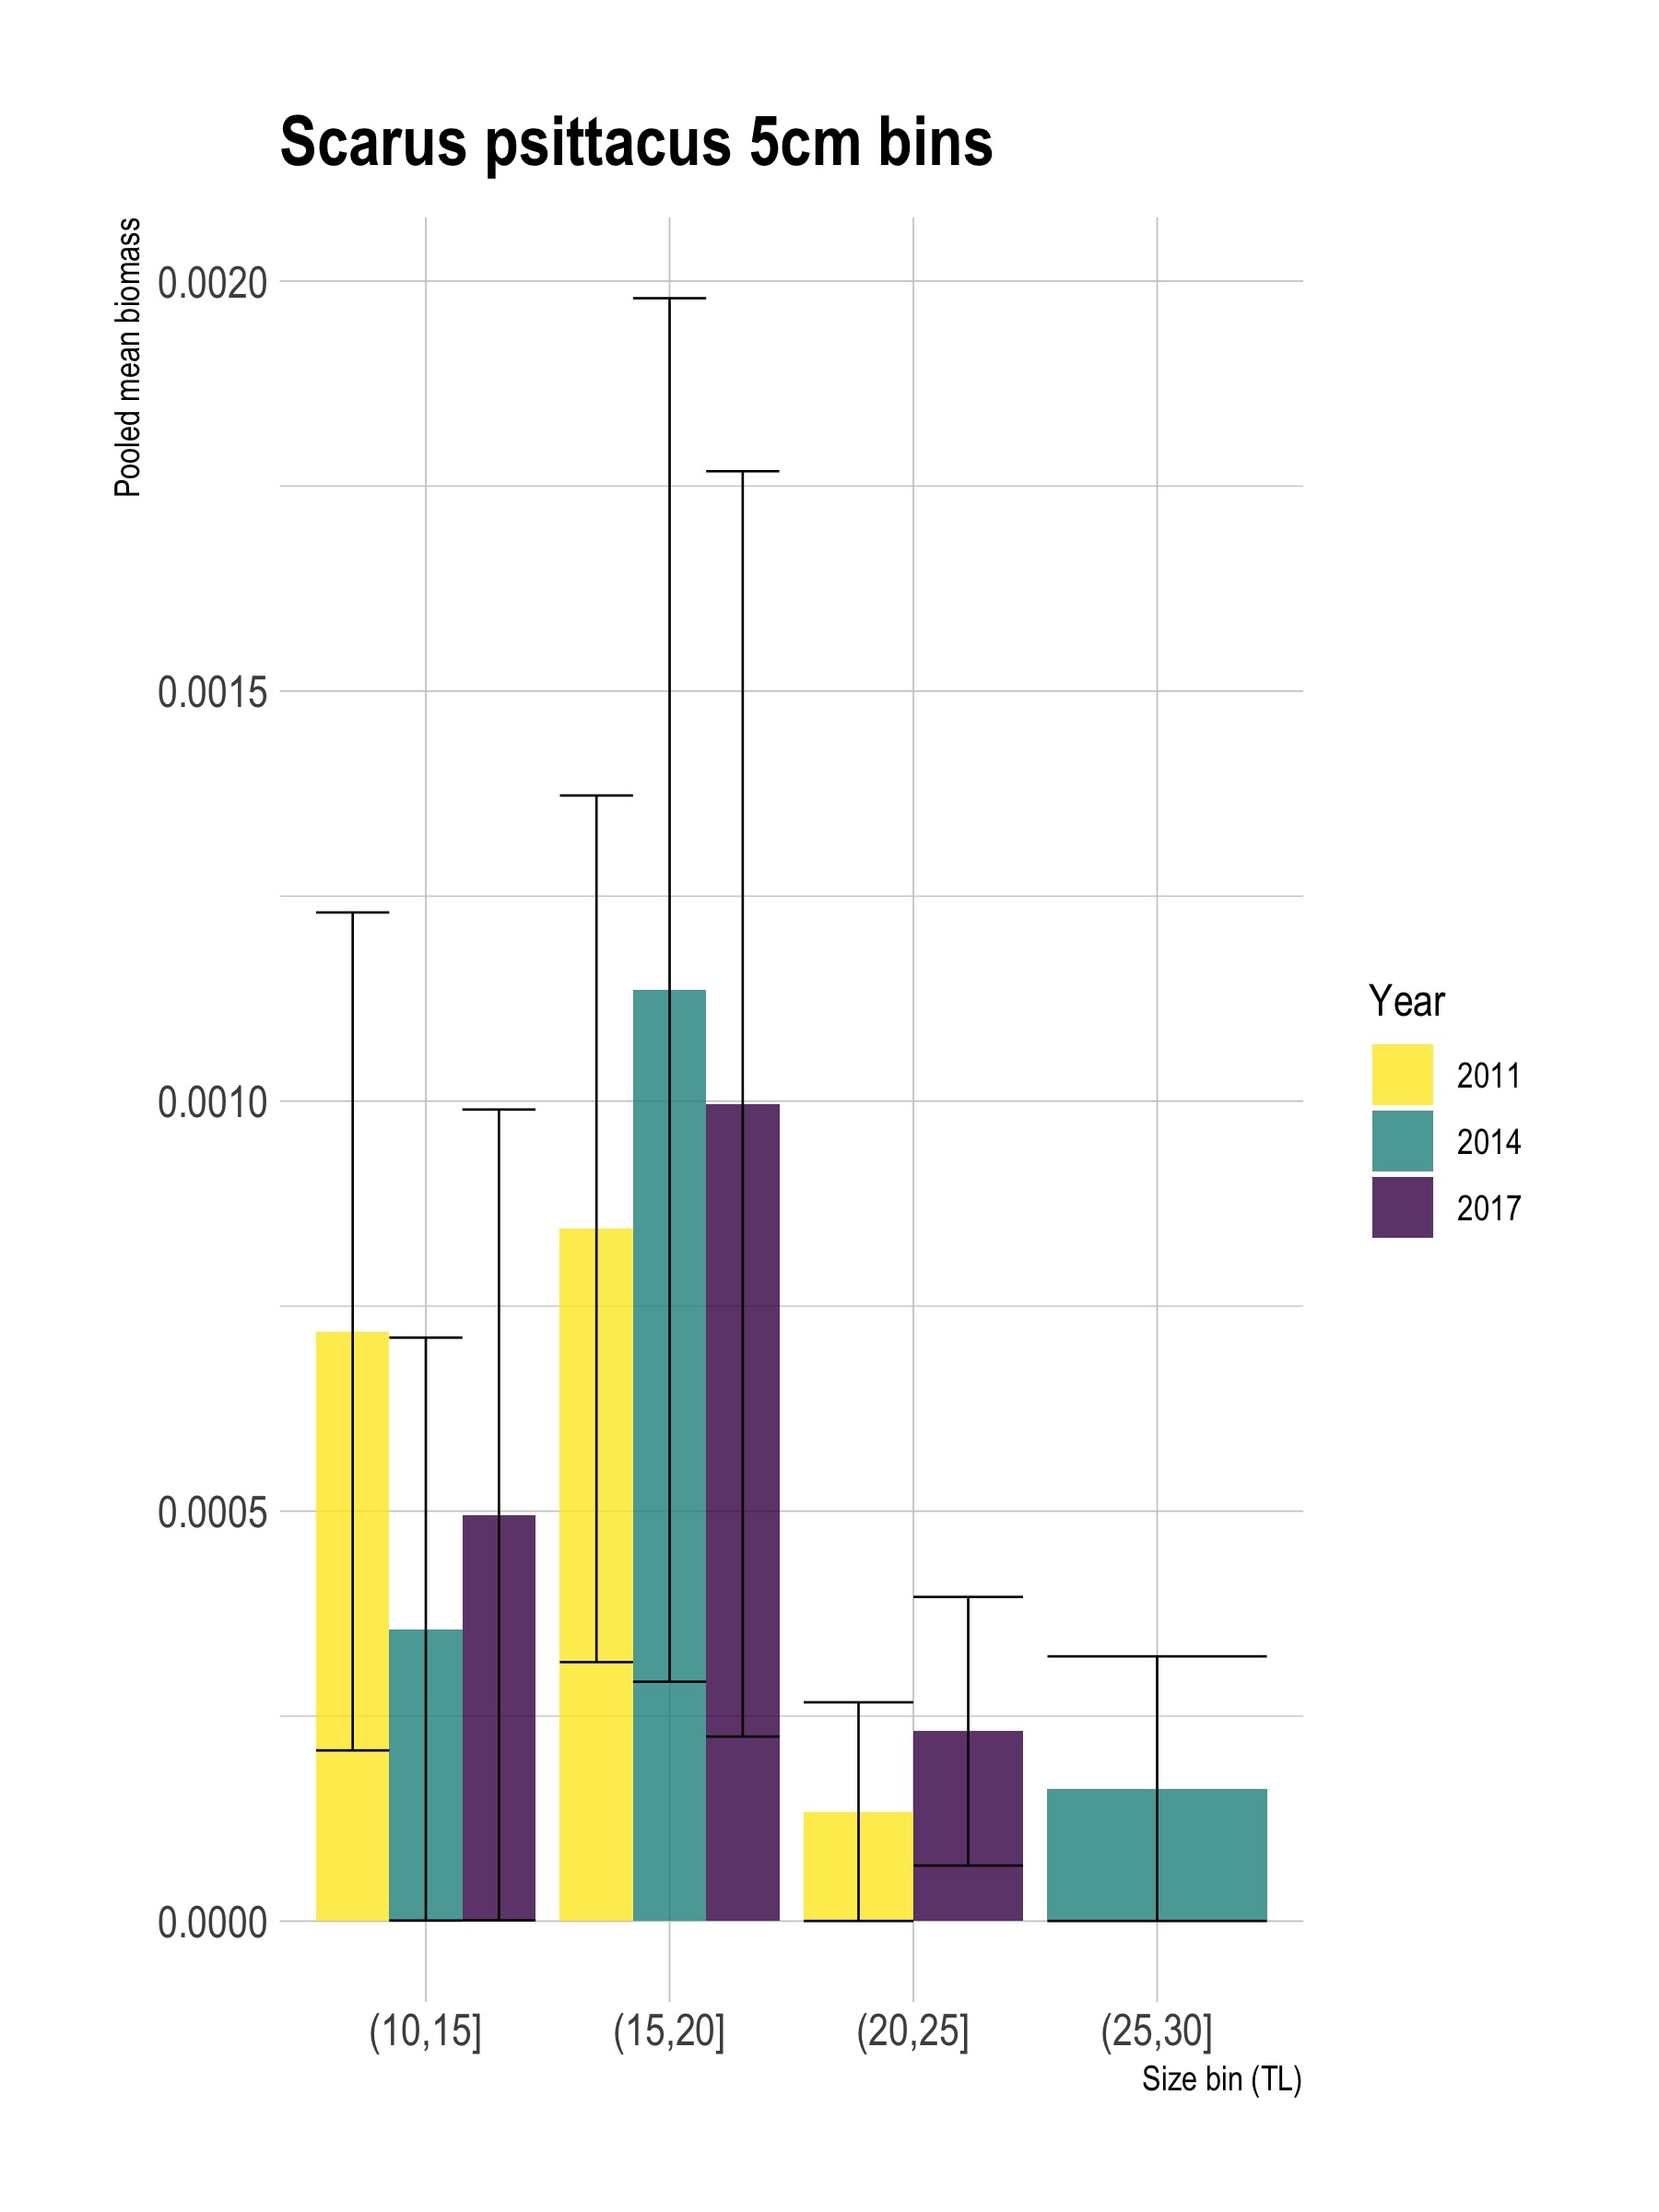 Scarus psittacus 5cm bins
Pooled mean biomass
0.0020
0.0015
0.0010
0.0005
0.0000
(10,15] (15,20] (20,25] (25,30]
Size bin (TL)
Year
2011
2014
2017